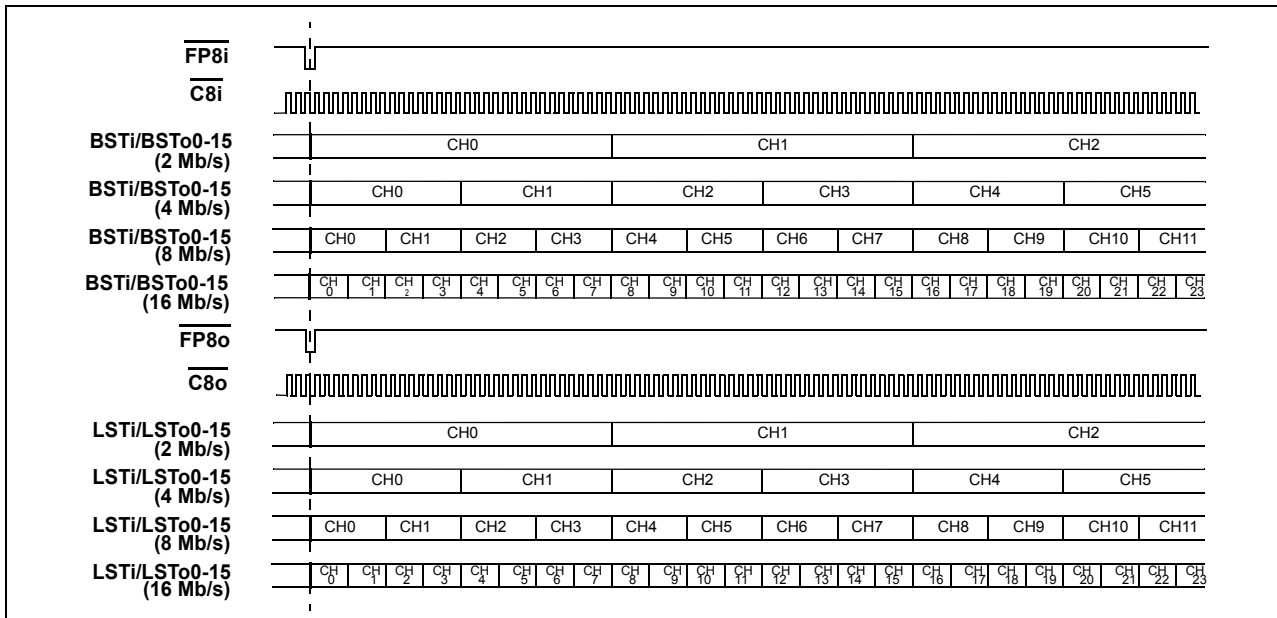 FP8i
C8i
BSTi/BSTo0-15
(2 Mb/s)
CH0 CH1 CH2
BSTi/BSTo0-15
(4 Mb/s)
CH0 CH1 CH2 CH3 CH4 CH5
BSTi/BSTo0-15
(8 Mb/s)
CH0 CH1 CH2 CH3 CH4 CH5 CH6 CH7 CH8 CH9 CH10 CH11
BSTi/BSTo0-15
(16 Mb/s)
CH 0 CH 1 CH 2 CH 3 CH 4 CH 5 CH 6 CH 7 CH 8 CH 9 CH 10 CH 11 CH 12 CH 13 CH 14 CH 15 CH 16 CH 17 CH 18 CH 19 CH 20 CH 21 CH 22 CH 23
FP8o
C8o
LSTi/LSTo0-15
(2 Mb/s)
CH0 CH1 CH2
LSTi/LSTo0-15
(4 Mb/s)
CH0 CH1 CH2 CH3 CH4 CH5
LSTi/LSTo0-15
(8 Mb/s)
CH0 CH1 CH2 CH3 CH4 CH5 CH6 CH7 CH8 CH9 CH10 CH11
LSTi/LSTo0-15
(16 Mb/s)
CH 0 CH 1 CH 2 CH 3 CH 4 CH 5 CH 6 CH 7 CH 8 CH 9 CH 10 CH 11 CH 12 CH 13 CH 14 CH 15 CH 16 CH 17 CH 18 CH 19 CH 20 CH 21 CH 22 CH 23